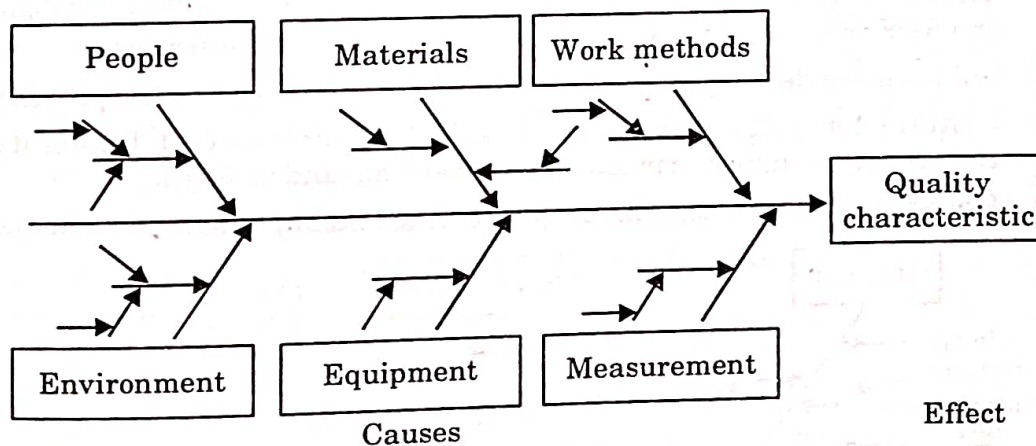 People
Materials
Work methods
Quality
characteristic
Environment
Equipment
Measurement
Causes
Effect